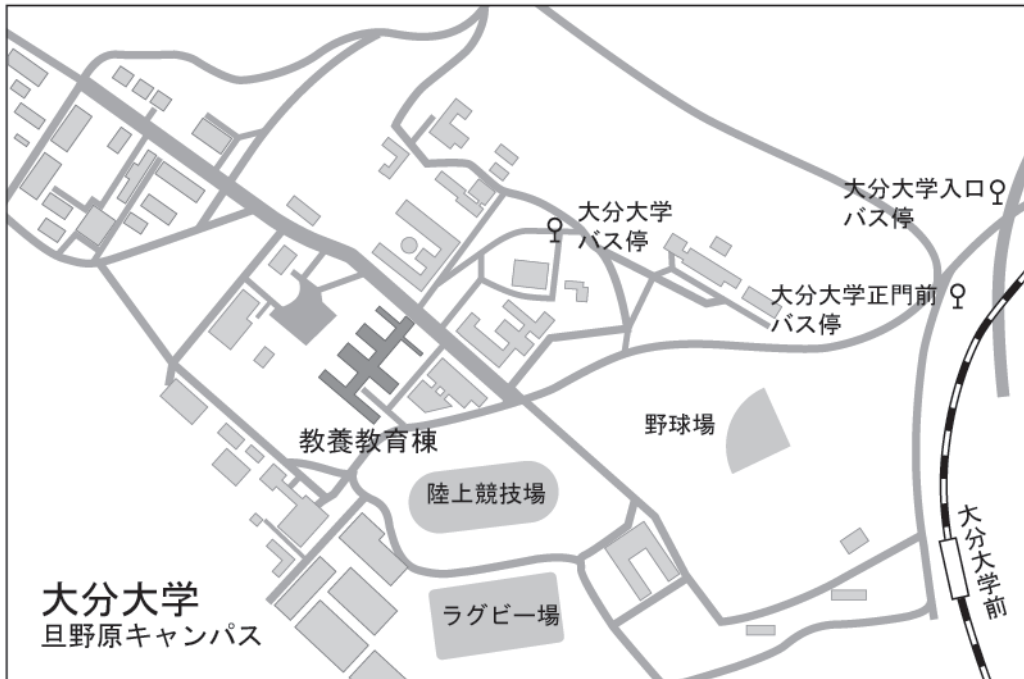 大分大学入口
バス停
大分大学
バス停
大分大学正門前
バス停
野球場
教養教育棟
陸上競技場
大分大学前
大分大学
旦野原キャンパス
ラグビー場